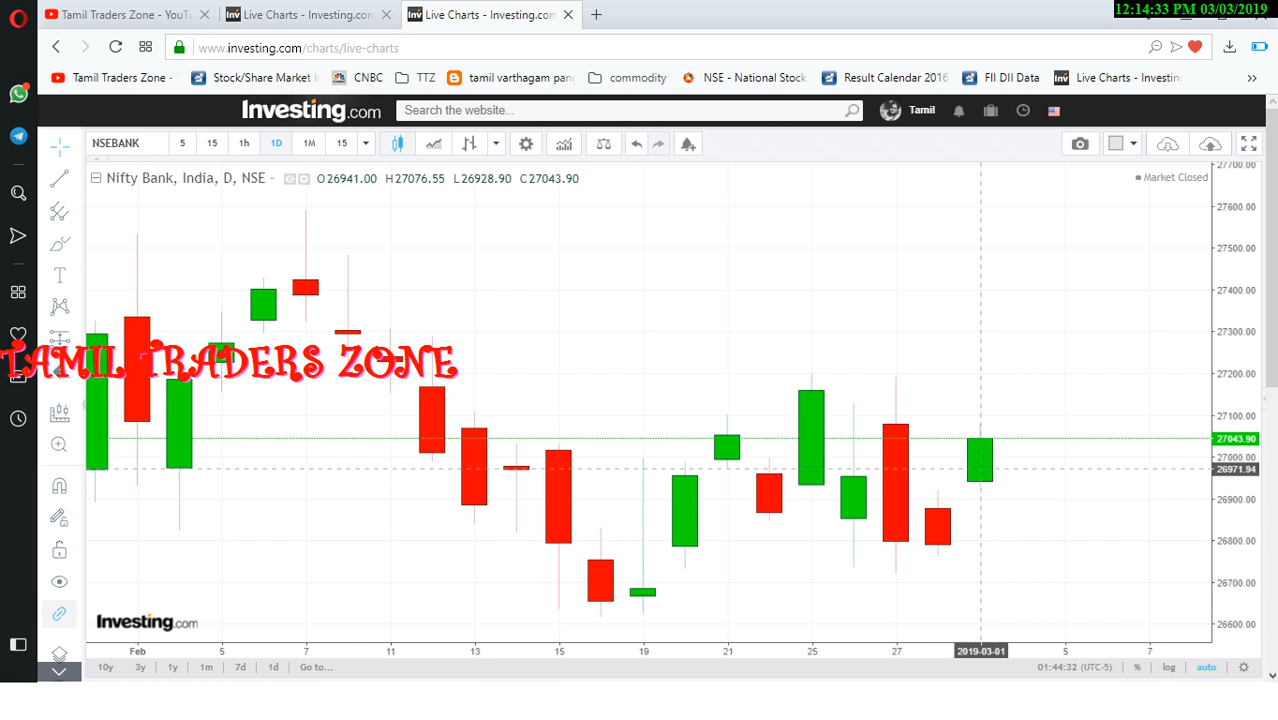 12:14:33 PM 03/03/2019
Tamil Traders Zone - YouTu
Live Charts - Investing.com
Live Charts - Investing.com
www.investing.com/charts/live-charts
Tamil Traders Zone -
Stock/Share Market I
CNBC
TTZ
tamil varthagam pang
commodity
NSE - National Stock
Result Calendar 2016
FII DII Data
Inv
Live Charts - Investing
Investing.com
Search the website...
Tamil
NSEBANK
5
15
1h
1D
1M
15
Nifty Bank, India, D, NSE
O26941.00
H27076.55
L26928.90
C27043.90
Market Closed
27700.00
27600.00
27500.00
27400.00
27300.00
27200.00
27100.00
27043.90
27000.00
26971.94
26900.00
26800.00
26700.00
26600.00
TAMIL TRADERS ZONE
Investing.com
Feb
5
7
11
13
15
19
21
25
27
2019-03-01
5
7
10y
3y
1y
1m
7d
1d
Go to...
01:44:32 (UTC-5)
%
log
auto